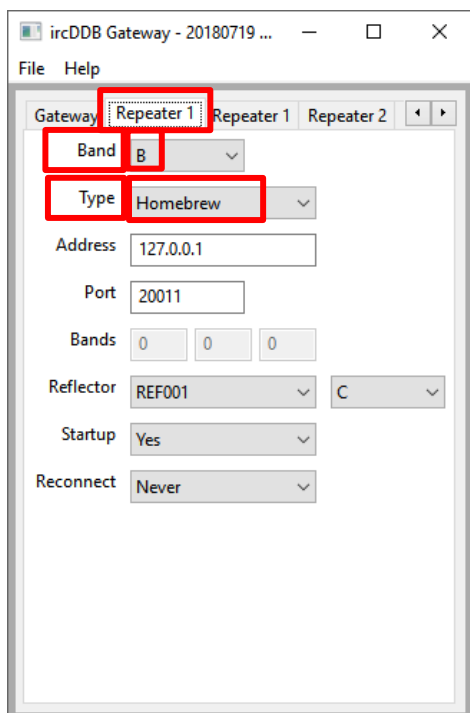 ircDDB Gateway - 20180719 ...
File Help
Gateway Repeater 1 Repeater 1 Repeater 2
Band B
Type Homebrew
Address 127.0.0.1
Port 20011
Bands 0 0 0
Reflector REF001 C
Startup Yes
Reconnect Never